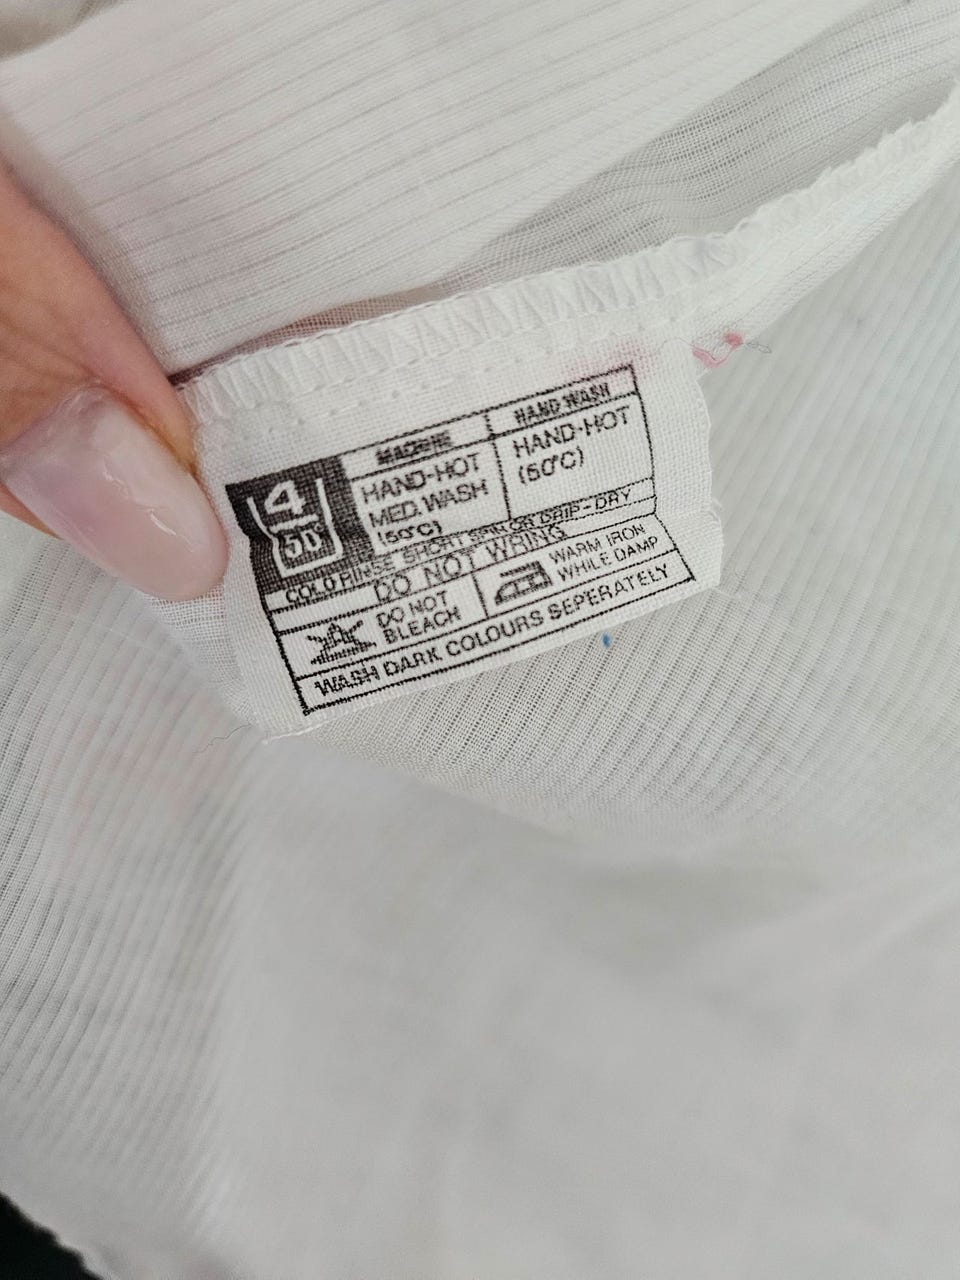 4
50
MACHINE
HAND-HOT
MED. WASH
(50°C)
HAND WASH
HAND-HOT
(50°C)
COLD RINSE SHORT SPIN OR DRIP-DRY
DO NOT WRING
DO NOT
BLEACH
WARM IRON
WHILE DAMP
WASH DARK COLOURS SEPERATELY